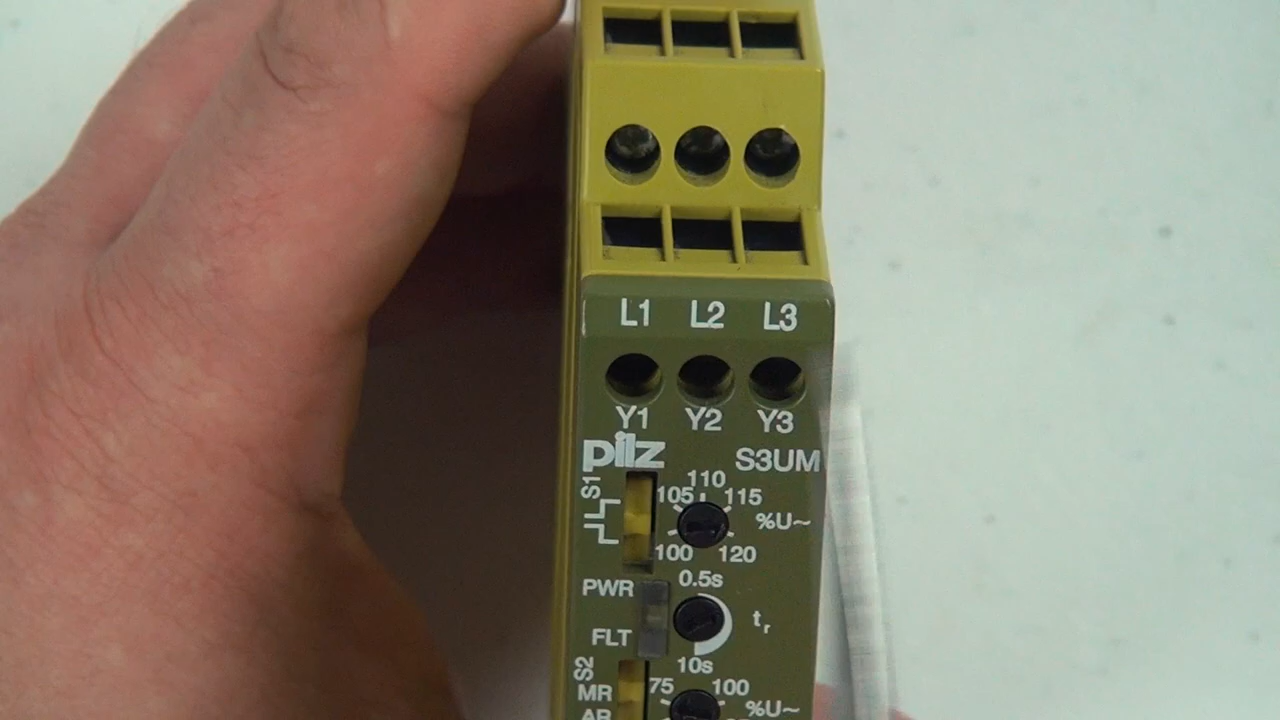 L1 L2 L3
Y1 Y2 Y3
pilz S3UM
S1
110
105 115
%U~
100 120
PWR 0.5s
tr
FLT
10s
S2
MR 75 100
%U~
AR